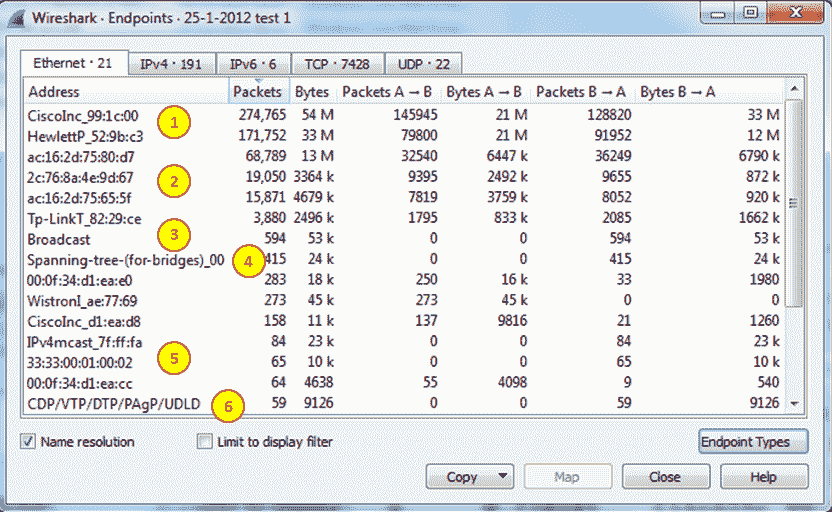 Wireshark · Endpoints · 25-1-2012 test 1
Ethernet · 21 IPv4 · 191 IPv6 · 6 TCP · 7428 UDP · 22
Address Packets Bytes Packets A → B Bytes A → B Packets B → A Bytes B → A
CiscoInc_99:1c:00 274,765 54 M 145945 21 M 128820 33 M
1
HewlettP_52:9b:c3 171,752 33 M 79800 21 M 91952 12 M
ac:16:2d:75:80:d7 68,789 13 M 32540 6447 k 36249 6790 k
2c:76:8a:4e:9d:67 19,050 3364 k 9395 2492 k 9655 872 k
2
ac:16:2d:75:65:5f 15,871 4679 k 7819 3759 k 8052 920 k
Tp-LinkT_82:29:ce 3,880 2496 k 1795 833 k 2085 1662 k
3
Broadcast 594 53 k 0 0 594 53 k
Spanning-tree-(for-bridges)_00 4 415 24 k 0 0 415 24 k
00:0f:34:d1:ea:e0 283 18 k 250 16 k 33 1980
WistronI_ae:77:69 273 45 k 273 45 k 0 0
CiscoInc_d1:ea:d8 158 11 k 137 9816 21 1260
IPv4mcast_7f:ff:fa 84 23 k 0 0 84 23 k
5
33:33:00:01:00:02 65 10 k 0 0 65 10 k
00:0f:34:d1:ea:cc 64 4638 55 4098 9 540
CDP/VTP/DTP/PAgP/UDLD 6 59 9126 0 0 59 9126
Name resolution Limit to display filter Endpoint Types
Copy Map Close Help